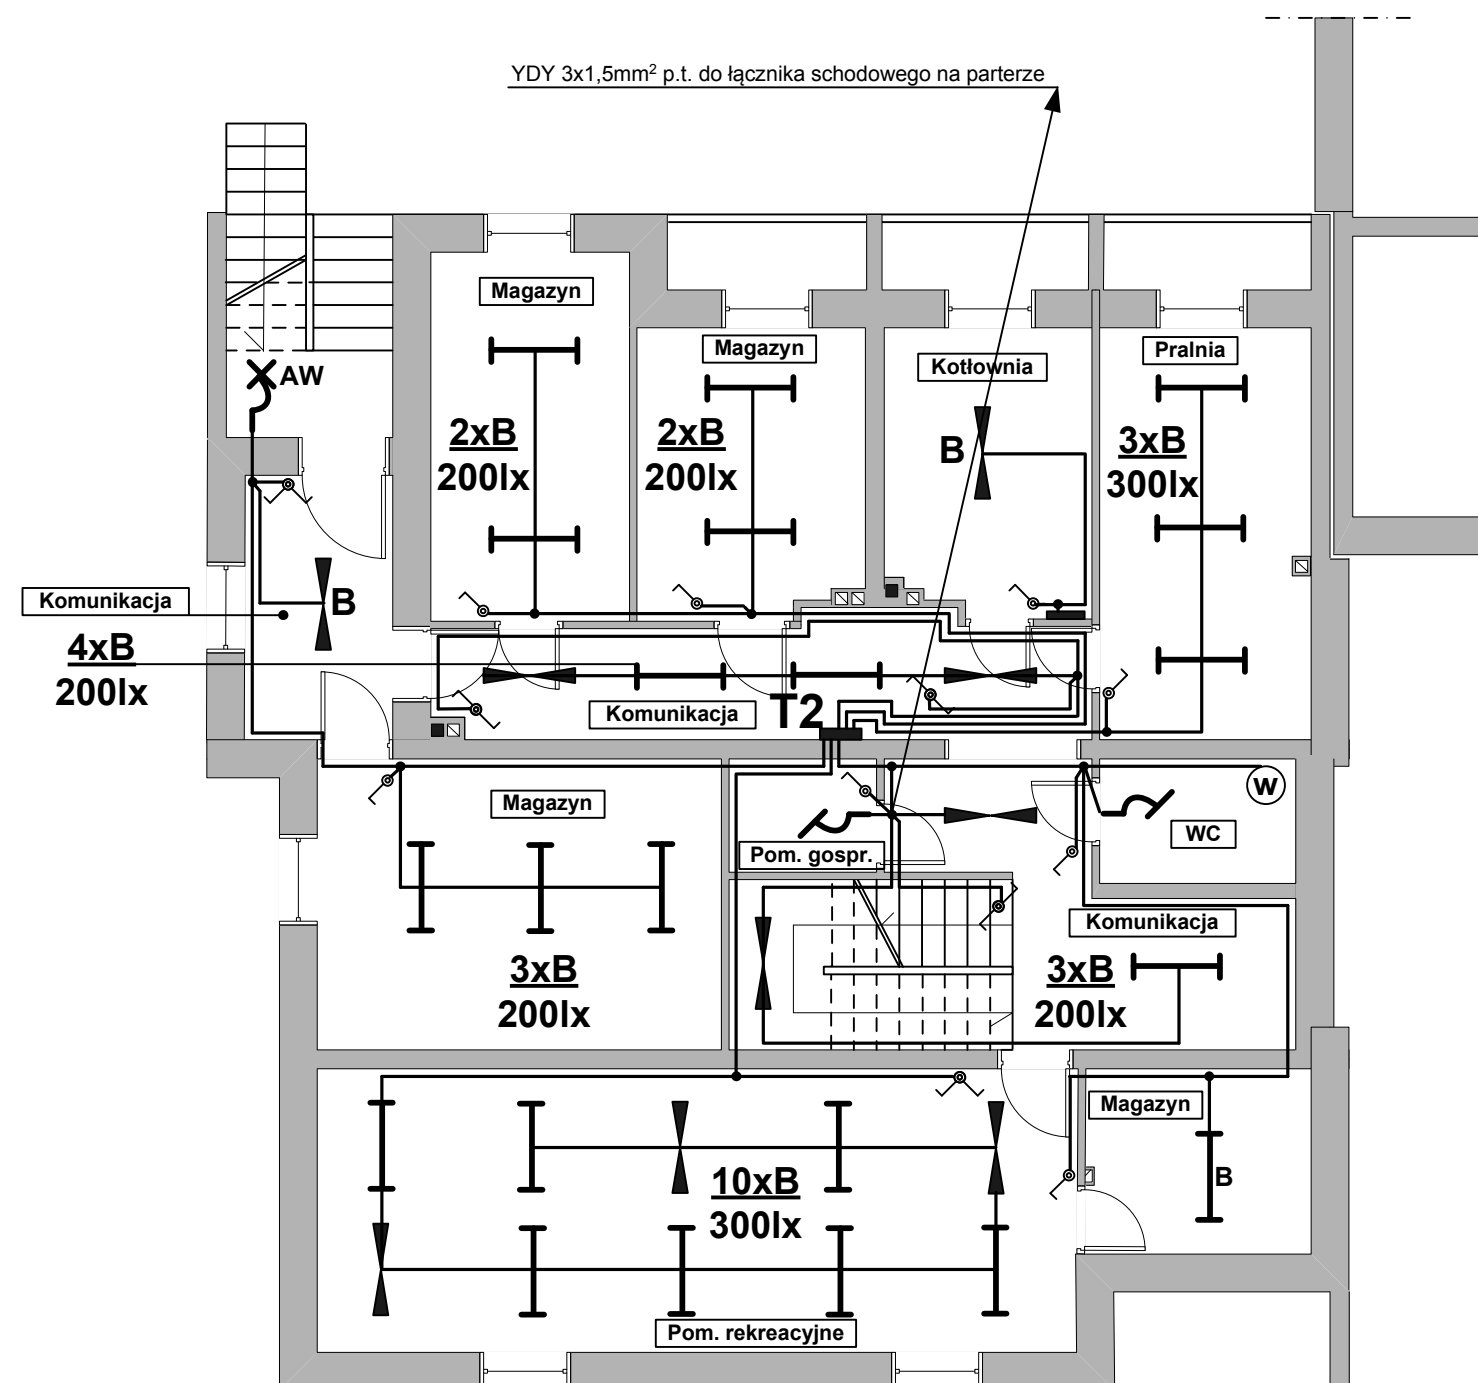 YDY 3x1,5mm² p.t. do łącznika schodowego na parterze
Magazyn
Magazyn
Kotłownia
Pralnia
AW
2xB
200lx
2xB
200lx
B
3xB
300lx
Komunikacja
B
4xB
200lx
Komunikacja
T2
Magazyn
W
WC
Pom. gospr.
Komunikacja
3xB
200lx
3xB
200lx
Magazyn
B
10xB
300lx
Pom. rekreacyjne